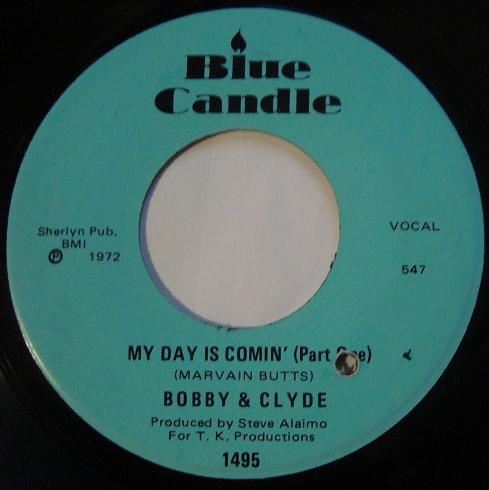 Blue
Candle
Sherlyn Pub.
BMI
℗ 1972
VOCAL
547
MY DAY IS COMIN' (Part One)
(MARVAIN BUTTS)
BOBBY & CLYDE
Produced by Steve Alaimo
For T. K. Productions
1495